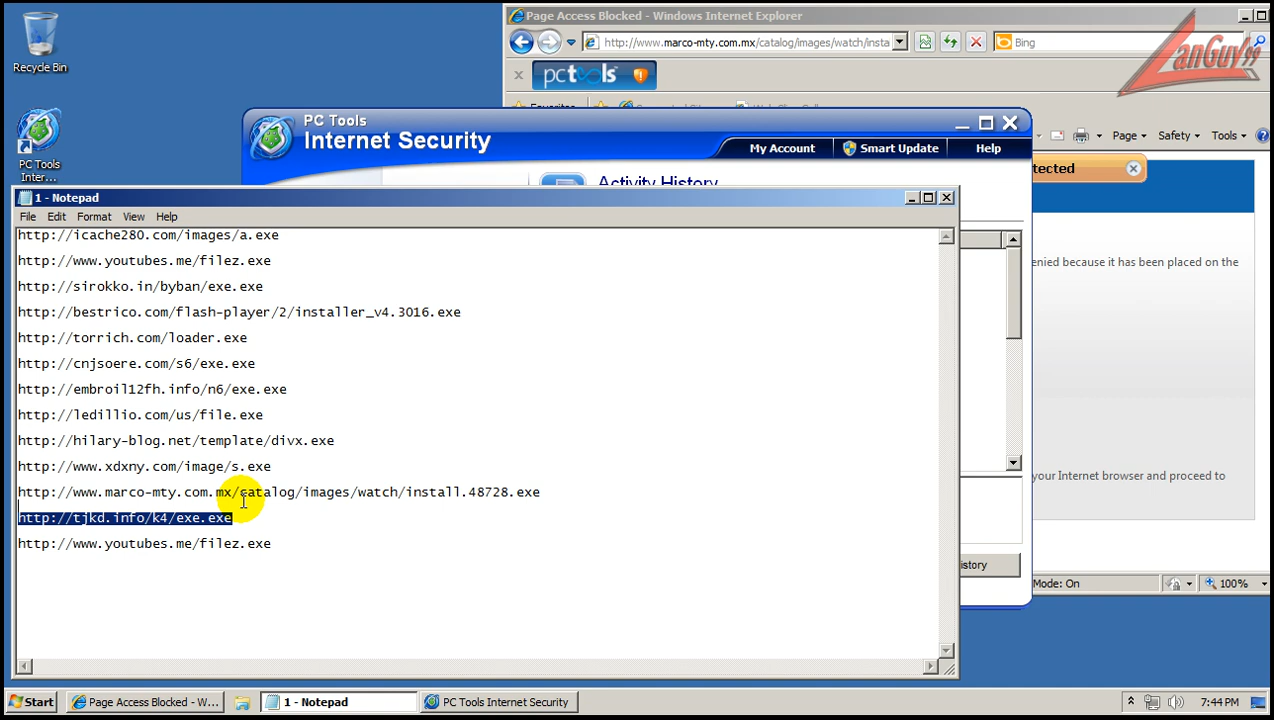 Recycle Bin
PC Tools
Inter...
Page Access Blocked - Windows Internet Explorer
http://www.marco-mty.com.mx/catalog/images/watch/insta
Bing
LanGuy99
pctools
Page
Safety
Tools
PC Tools
Internet Security
My Account
Smart Update
Help
Activity History
tected
enied because it has been placed on the
your Internet browser and proceed to
istory
Mode: On
100%
1 - Notepad
File Edit Format View Help
http://icache280.com/images/a.exe
http://www.youtubes.me/filez.exe
http://sirokko.in/byban/exe.exe
http://bestrico.com/flash-player/2/installer_v4.3016.exe
http://torrich.com/loader.exe
http://cnjsoere.com/s6/exe.exe
http://embroil12fh.info/n6/exe.exe
http://ledillio.com/us/file.exe
http://hilary-blog.net/template/divx.exe
http://www.xdxny.com/image/s.exe
http://www.marco-mty.com.mx/catalog/images/watch/install.48728.exe
http://tjkd.info/k4/exe.exe
http://www.youtubes.me/filez.exe
Start
Page Access Blocked - W...
1 - Notepad
PC Tools Internet Security
7:44 PM